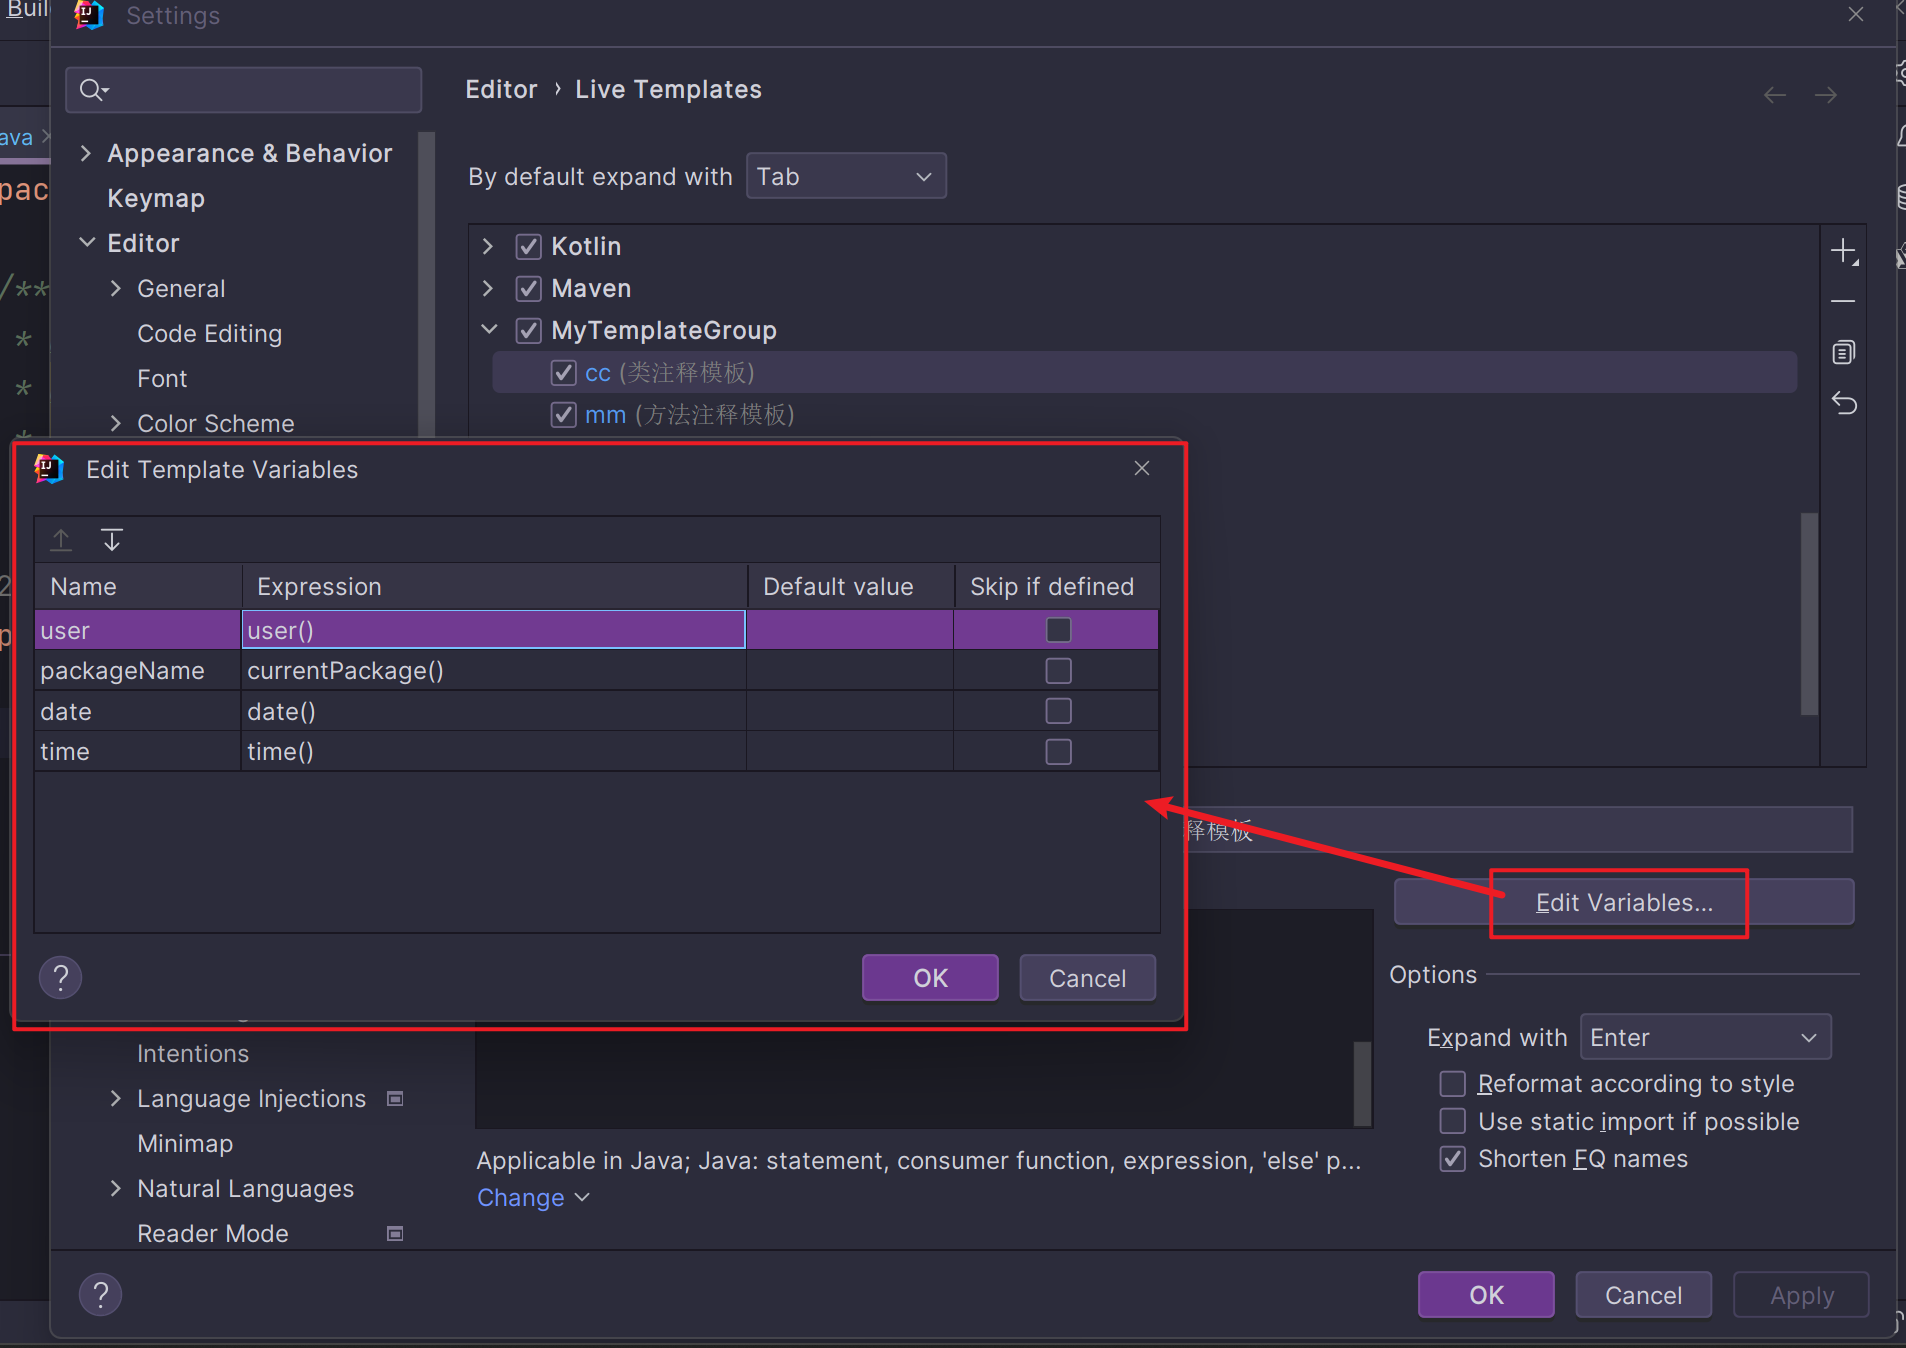 Settings
Editor › Live Templates
Appearance & Behavior
Keymap
Editor
General
Code Editing
Font
Color Scheme
By default expand with Tab
Kotlin
Maven
MyTemplateGroup
cc (类注释模板)
mm (方法注释模板)
ava
pac
/**
*
*
Edit Template Variables
Name Expression Default value Skip if defined
user user()
packageName currentPackage()
date date()
time time()
? OK Cancel
释模板
Edit Variables...
Options
Expand with Enter
Reformat according to style
Use static import if possible
Shorten FQ names
Intentions
Language Injections
Minimap
Natural Languages
Reader Mode
Applicable in Java; Java: statement, consumer function, expression, 'else' p...
Change
? OK Cancel Apply